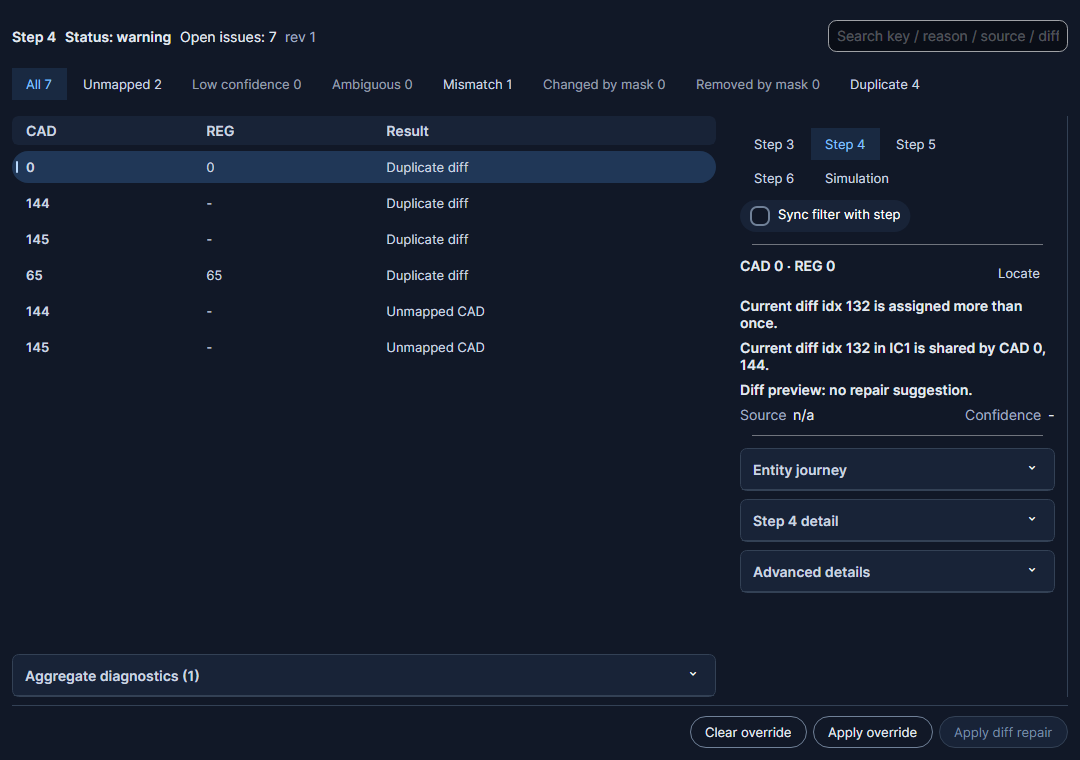 Step 4 Status: warning Open issues: 7 rev 1
Search key / reason / source / diff
All 7 Unmapped 2 Low confidence 0 Ambiguous 0 Mismatch 1 Changed by mask 0 Removed by mask 0 Duplicate 4
CAD REG Result
0 0 Duplicate diff
144 - Duplicate diff
145 - Duplicate diff
65 65 Duplicate diff
144 - Unmapped CAD
145 - Unmapped CAD
Aggregate diagnostics (1)
Step 3 Step 4 Step 5
Step 6 Simulation
Sync filter with step
CAD 0 · REG 0
Locate
Current diff idx 132 is assigned more than
once.
Current diff idx 132 in IC1 is shared by CAD 0,
144.
Diff preview: no repair suggestion.
Source n/a Confidence -
Entity journey
Step 4 detail
Advanced details
Clear override Apply override Apply diff repair